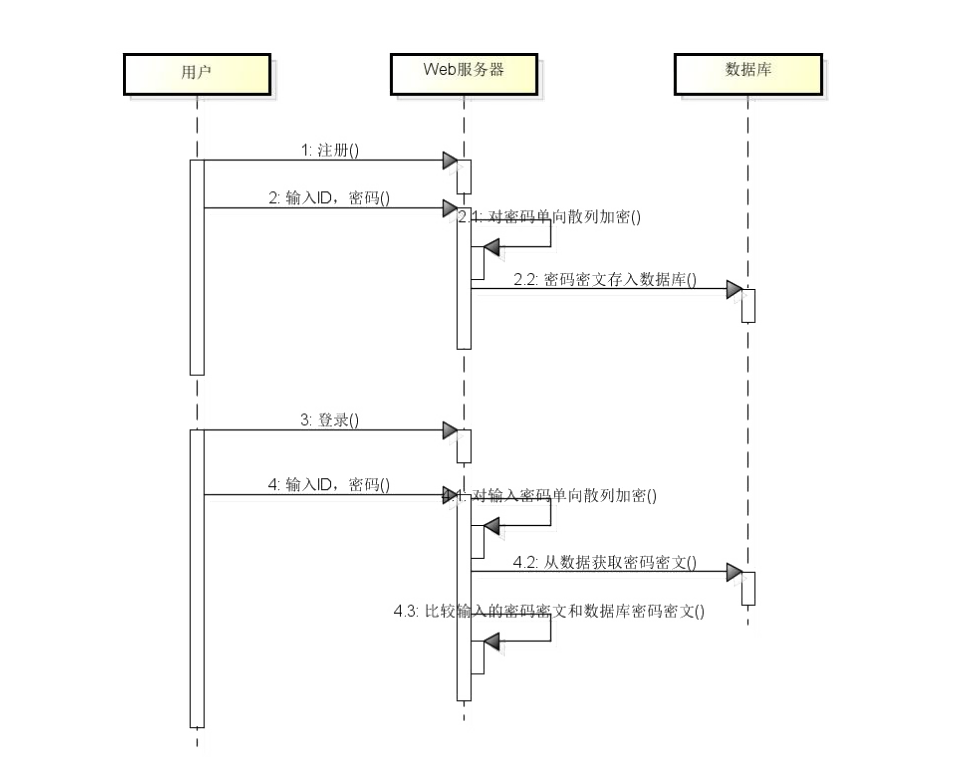 用户
Web服务器
数据库
1: 注册()
2: 输入ID，密码()
2.1: 对密码单向散列加密()
2.2: 密码密文存入数据库()
3: 登录()
4: 输入ID，密码()
4.1: 对输入密码单向散列加密()
4.2: 从数据获取密码密文()
4.3: 比较输入的密码密文和数据库密码密文()